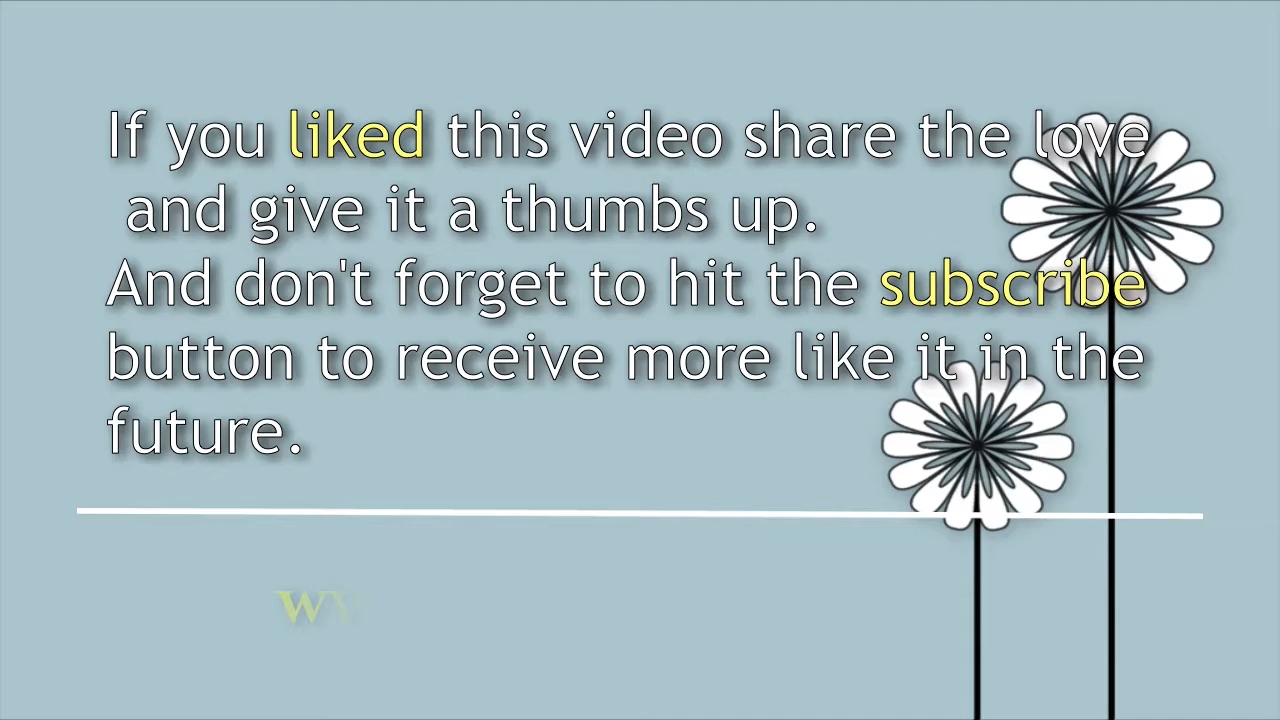 If you liked this video share the love
and give it a thumbs up.
And don't forget to hit the subscribe
button to receive more like it in the
future.